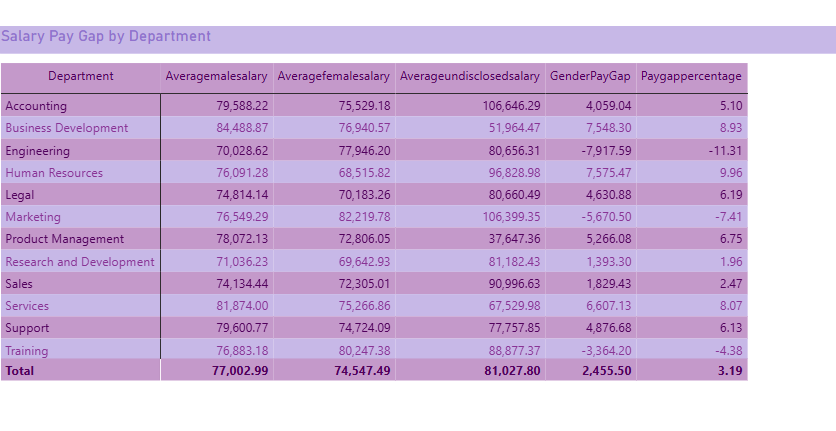 Salary Pay Gap by Department
Department Averagemalesalary Averagefemalesalary Averageundisclosedsalary GenderPayGap Paygappercentage
Accounting 79,588.22 75,529.18 106,646.29 4,059.04 5.10
Business Development 84,488.87 76,940.57 51,964.47 7,548.30 8.93
Engineering 70,028.62 77,946.20 80,656.31 -7,917.59 -11.31
Human Resources 76,091.28 68,515.82 96,828.98 7,575.47 9.96
Legal 74,814.14 70,183.26 80,660.49 4,630.88 6.19
Marketing 76,549.29 82,219.78 106,399.35 -5,670.50 -7.41
Product Management 78,072.13 72,806.05 37,647.36 5,266.08 6.75
Research and Development 71,036.23 69,642.93 81,182.43 1,393.30 1.96
Sales 74,134.44 72,305.01 90,996.63 1,829.43 2.47
Services 81,874.00 75,266.86 67,529.98 6,607.13 8.07
Support 79,600.77 74,724.09 77,757.85 4,876.68 6.13
Training 76,883.18 80,247.38 88,877.37 -3,364.20 -4.38
Total 77,002.99 74,547.49 81,027.80 2,455.50 3.19